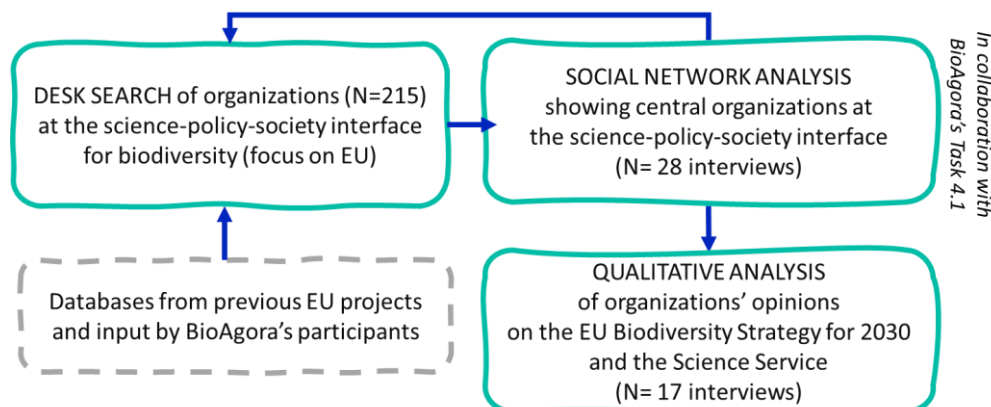 DESK SEARCH of organizations (N=215)
at the science-policy-society interface
for biodiversity (focus on EU)
SOCIAL NETWORK ANALYSIS
showing central organizations at
the science-policy-society interface
(N= 28 interviews)
In collaboration with
BioAgora's Task 4.1
Databases from previous EU projects
and input by BioAgora's participants
QUALITATIVE ANALYSIS
of organizations' opinions
on the EU Biodiversity Strategy for 2030
and the Science Service
(N= 17 interviews)